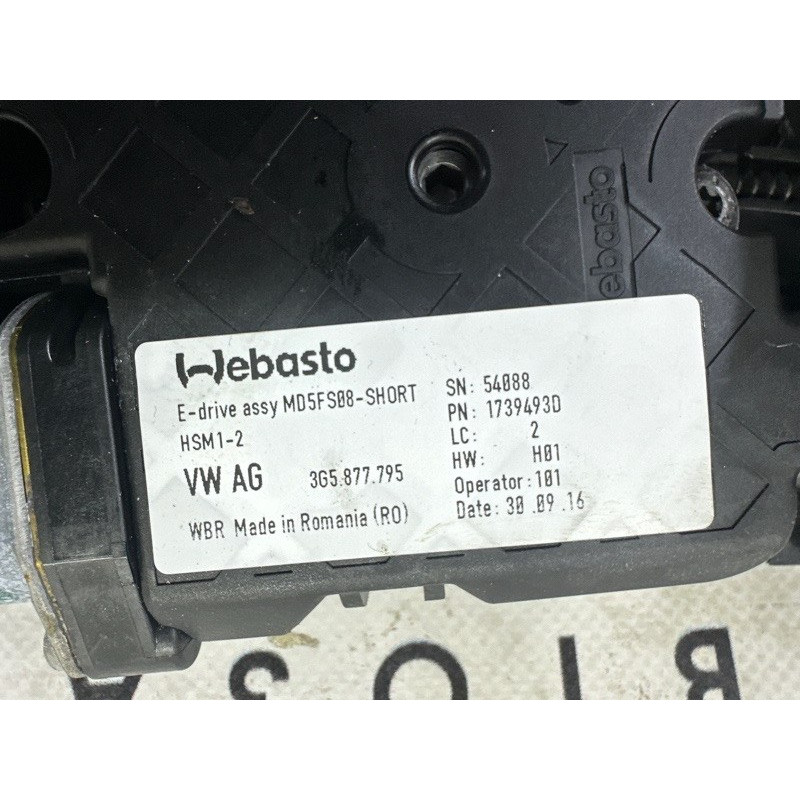 ebasto
Webasto
E-drive assy MD5FS08-SHORT
HSM1-2
VW AG 3G5.877.795
WBR Made in Romania (RO)
SN: 54088
PN: 1739493D
LC: 2
HW: H01
Operator: 101
Date: 30 .09 .16